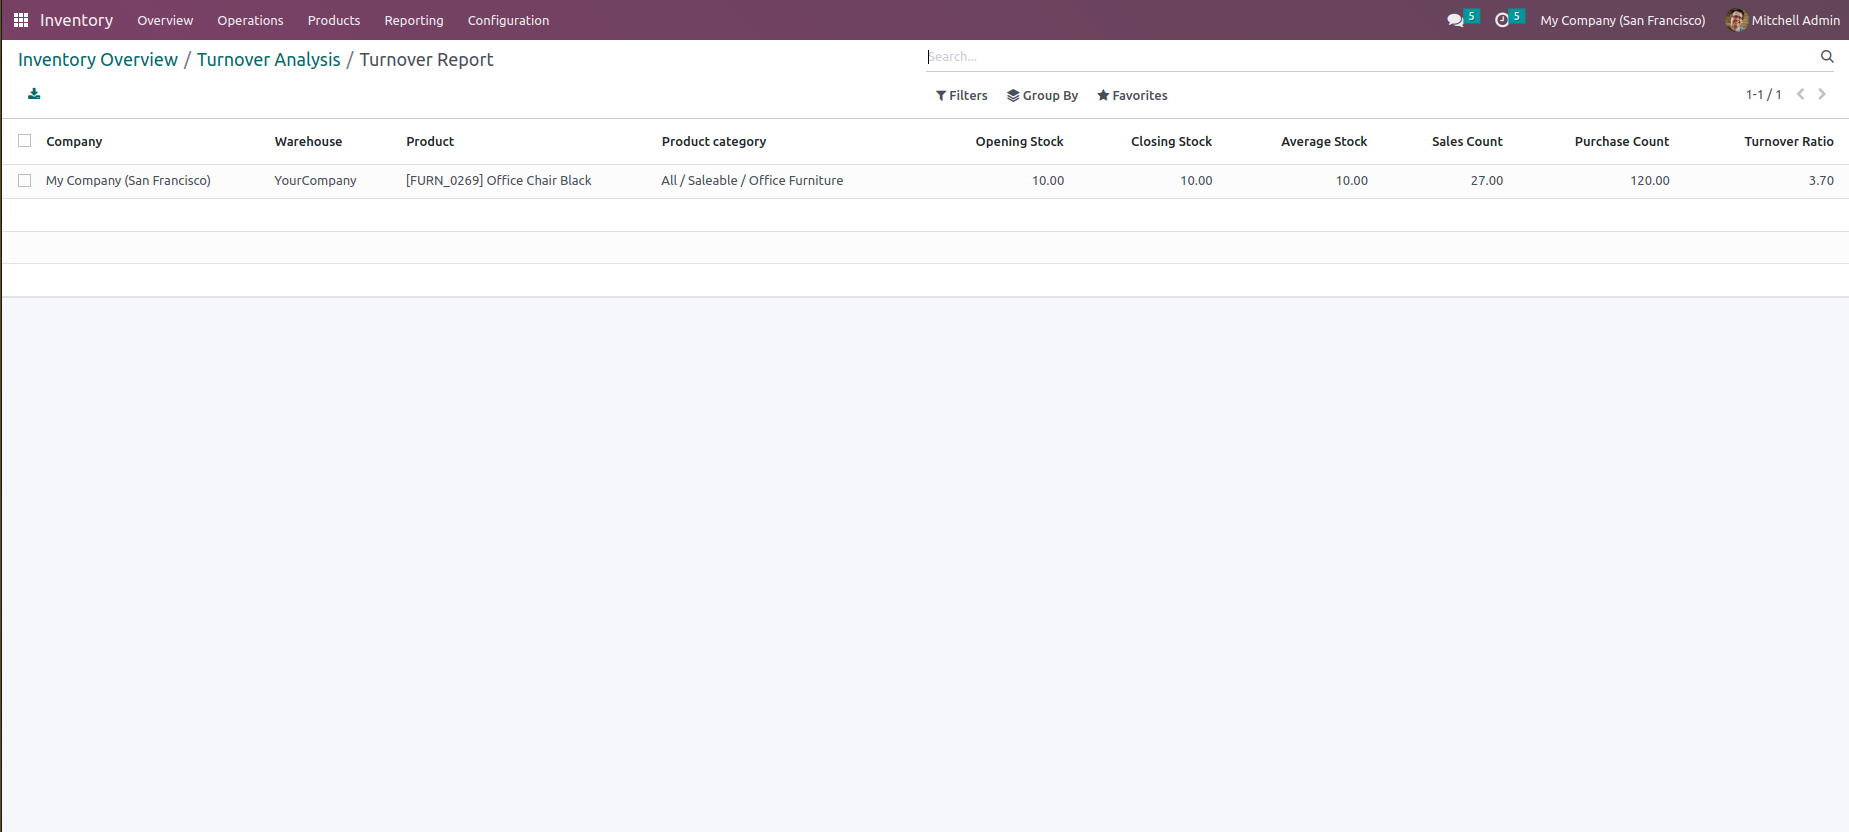 Inventory Overview Operations Products Reporting Configuration 5 5 My Company (San Francisco) Mitchell Admin
Inventory Overview / Turnover Analysis / Turnover Report Search...
Filters Group By Favorites 1-1 / 1
Company Warehouse Product Product category Opening Stock Closing Stock Average Stock Sales Count Purchase Count Turnover Ratio
My Company (San Francisco) YourCompany [FURN_0269] Office Chair Black All / Saleable / Office Furniture 10.00 10.00 10.00 27.00 120.00 3.70